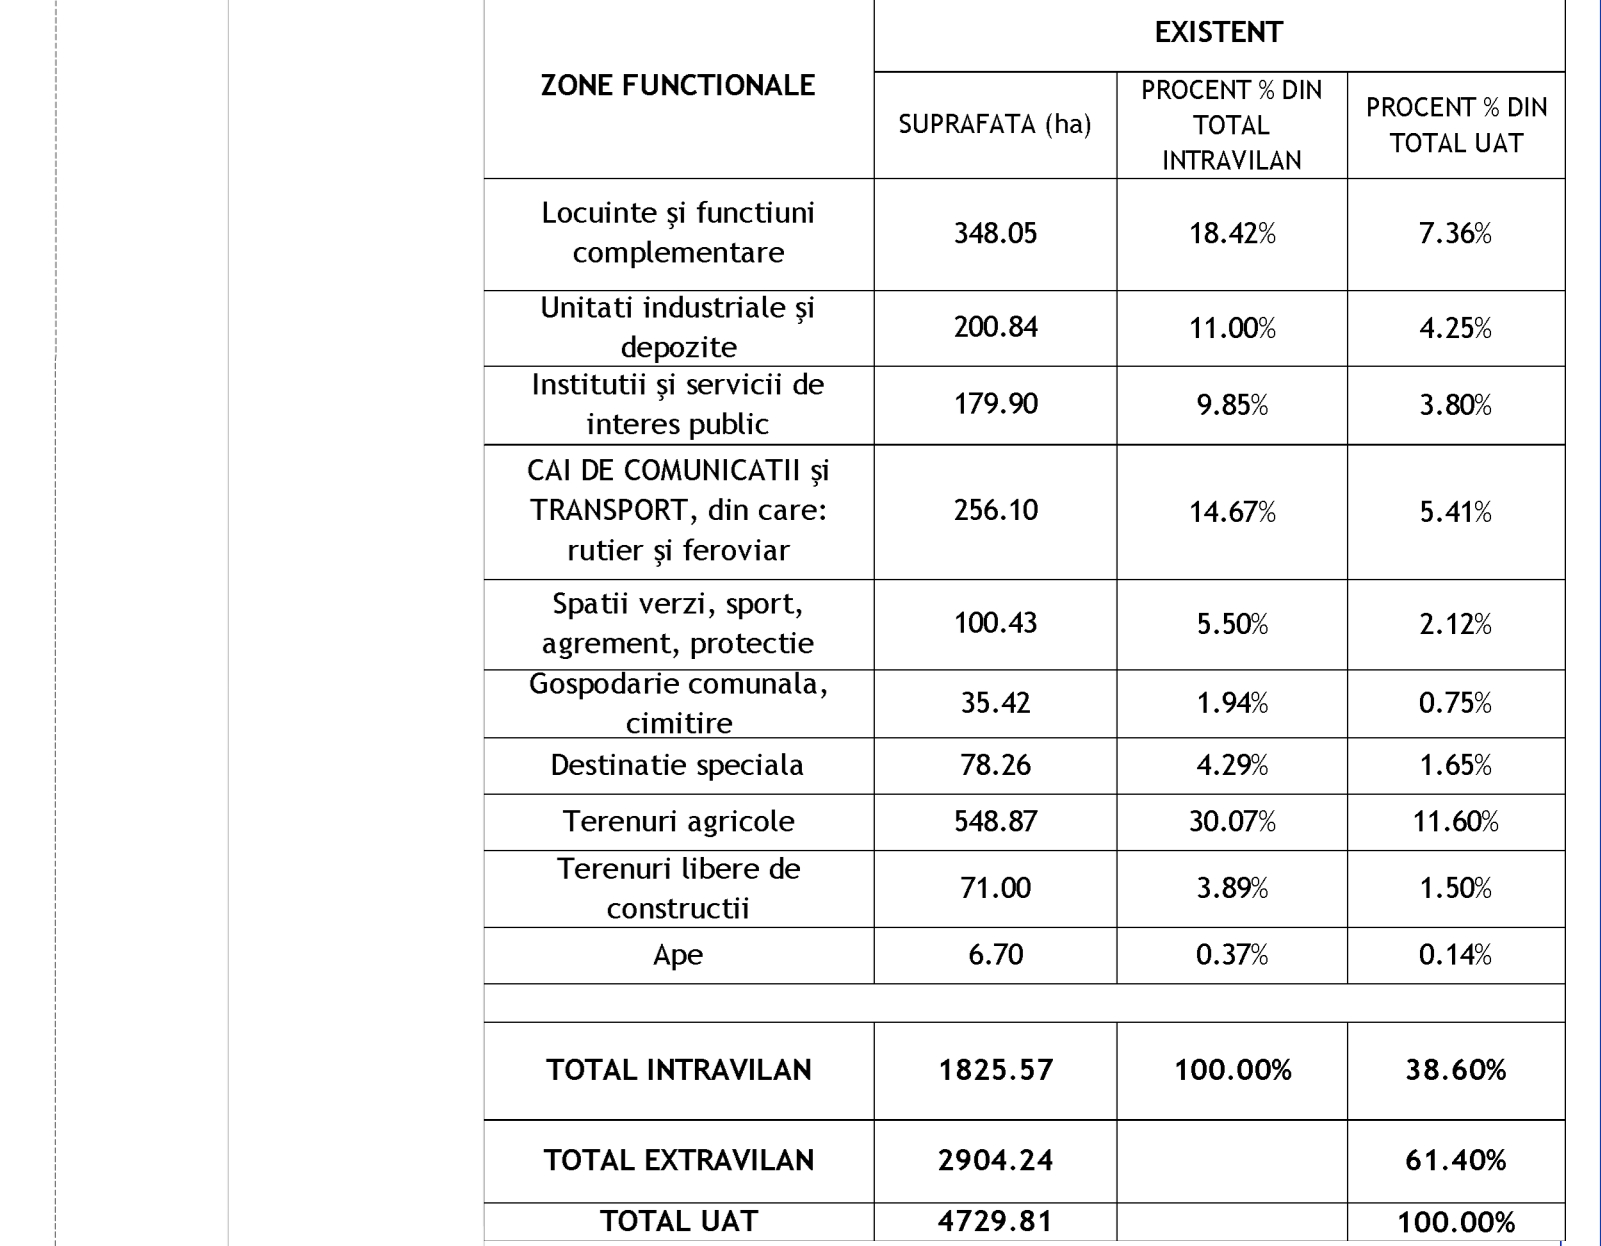 EXISTENT
ZONE FUNCTIONALE
SUPRAFATA (ha)
PROCENT % DIN
TOTAL
INTRAVILAN
PROCENT % DIN
TOTAL UAT
Locuinte şi functiuni
complementare
348.05
18.42%
7.36%
Unitati industriale şi
depozite
200.84
11.00%
4.25%
Institutii şi servicii de
interes public
179.90
9.85%
3.80%
CAI DE COMUNICATII şi
TRANSPORT, din care:
rutier şi feroviar
256.10
14.67%
5.41%
Spatii verzi, sport,
agrement, protectie
100.43
5.50%
2.12%
Gospodarie comunala,
cimitire
35.42
1.94%
0.75%
Destinatie speciala
78.26
4.29%
1.65%
Terenuri agricole
548.87
30.07%
11.60%
Terenuri libere de
constructii
71.00
3.89%
1.50%
Ape
6.70
0.37%
0.14%
TOTAL INTRAVILAN
1825.57
100.00%
38.60%
TOTAL EXTRAVILAN
2904.24
61.40%
TOTAL UAT
4729.81
100.00%